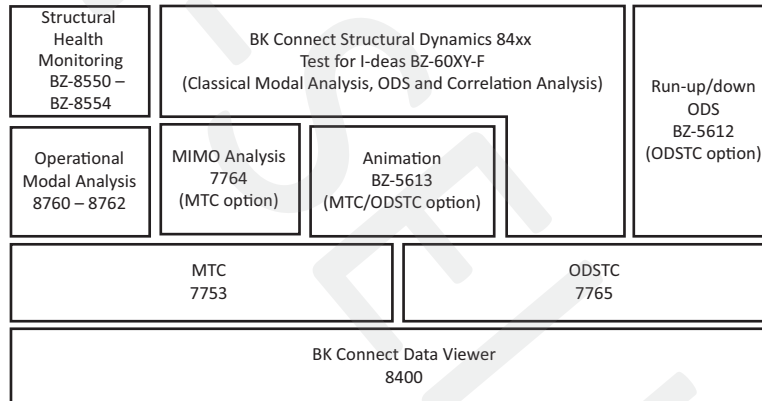 Structural
Health
Monitoring
BZ-8550 –
BZ-8554
BK Connect Structural Dynamics 84xx
Test for I-deas BZ-60XY-F
(Classical Modal Analysis, ODS and Correlation Analysis)
Run-up/down
ODS
BZ-5612
(ODSTC option)
Operational
Modal Analysis
8760 – 8762
MIMO Analysis
7764
(MTC option)
Animation
BZ-5613
(MTC/ODSTC option)
MTC
7753
ODSTC
7765
BK Connect Data Viewer
8400